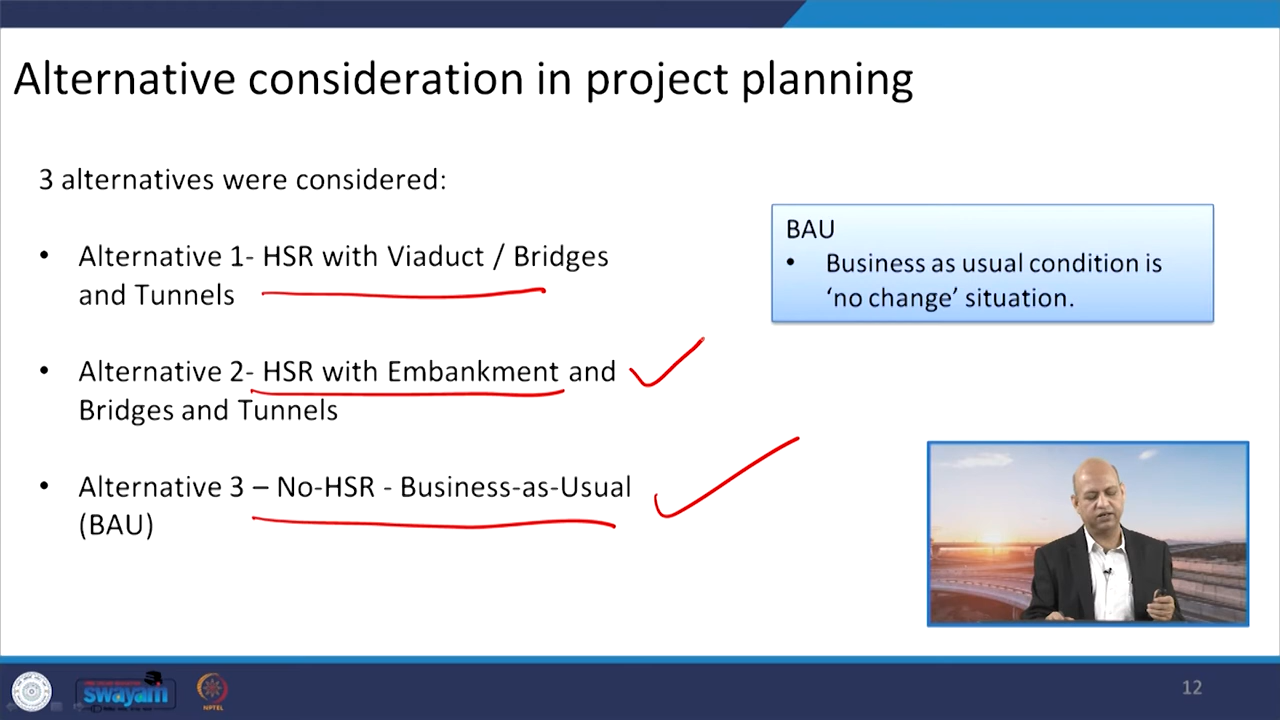 Alternative consideration in project planning
3 alternatives were considered:
• Alternative 1- HSR with Viaduct / Bridges
and Tunnels
• Alternative 2- HSR with Embankment and
Bridges and Tunnels
• Alternative 3 – No-HSR - Business-as-Usual
(BAU)
BAU
• Business as usual condition is
‘no change’ situation.
swayam
NPTEL
12